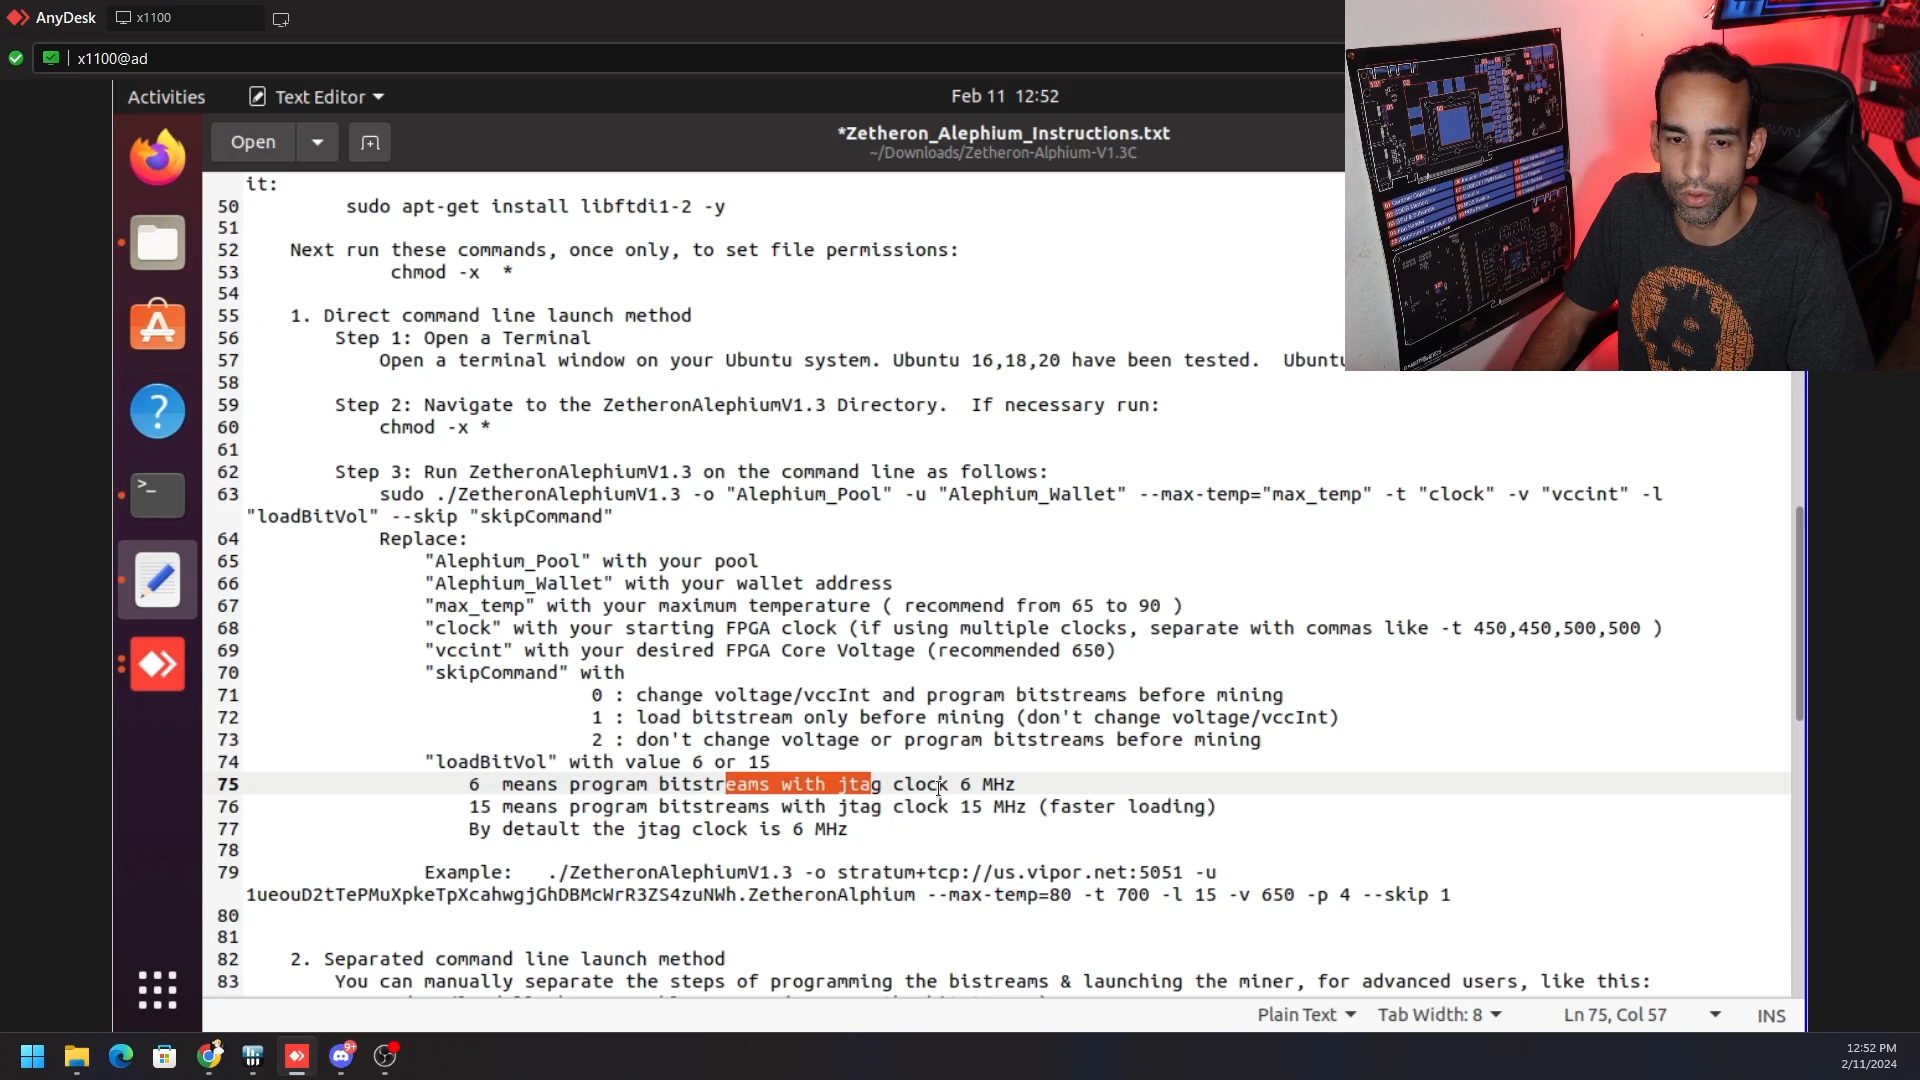 AnyDesk
x1100
x1100@ad
Activities
Text Editor
Feb 11 12:52
Open
*Zetheron_Alephium_Instructions.txt
~/Downloads/Zetheron-Alphium-V1.3C
it:
50 sudo apt-get install libftdi1-2 -y
51
52 Next run these commands, once only, to set file permissions:
53 chmod -x *
54
55 1. Direct command line launch method
56 Step 1: Open a Terminal
57 Open a terminal window on your Ubuntu system. Ubuntu 16,18,20 have been tested. Ubuntu
58
59 Step 2: Navigate to the ZetheronAlephiumV1.3 Directory. If necessary run:
60 chmod -x *
61
62 Step 3: Run ZetheronAlephiumV1.3 on the command line as follows:
63 sudo ./ZetheronAlephiumV1.3 -o "Alephium_Pool" -u "Alephium_Wallet" --max-temp="max_temp" -t "clock" -v "vccint" -l
"loadBitVol" --skip "skipCommand"
64 Replace:
65 "Alephium_Pool" with your pool
66 "Alephium_Wallet" with your wallet address
67 "max_temp" with your maximum temperature ( recommend from 65 to 90 )
68 "clock" with your starting FPGA clock (if using multiple clocks, separate with commas like -t 450,450,500,500 )
69 "vccint" with your desired FPGA Core Voltage (recommended 650)
70 "skipCommand" with
71 0 : change voltage/vccInt and program bitstreams before mining
72 1 : load bitstream only before mining (don't change voltage/vccInt)
73 2 : don't change voltage or program bitstreams before mining
74 "loadBitVol" with value 6 or 15
75 6 means program bitstreams with jtag clock 6 MHz
76 15 means program bitstreams with jtag clock 15 MHz (faster loading)
77 By detault the jtag clock is 6 MHz
78
79 Example: ./ZetheronAlephiumV1.3 -o stratum+tcp://us.vipor.net:5051 -u
1ueouD2tTePMuXpkeTpXcahwgjGhDBMcWrR3ZS4zuNWh.ZetheronAlphium --max-temp=80 -t 700 -l 15 -v 650 -p 4 --skip 1
80
81
82 2. Separated command line launch method
83 You can manually separate the steps of programming the bistreams & launching the miner, for advanced users, like this:
Plain Text
Tab Width: 8
Ln 75, Col 57
INS
9+
12:52 PM
2/11/2024